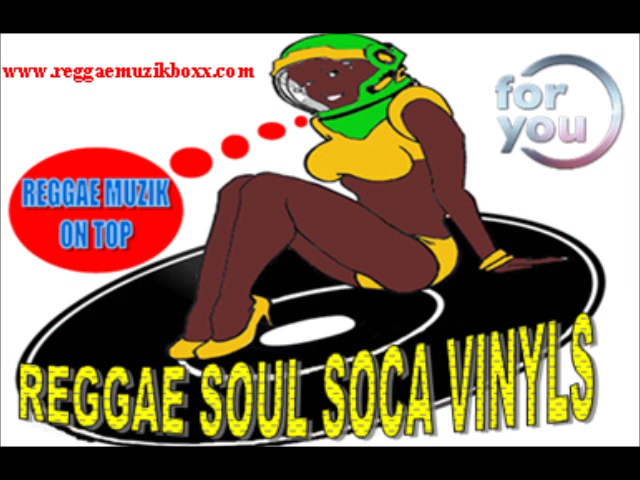 www.reggaemuzikboxx.com
for
you
REGGAE MUZIK
ON TOP
REGGAE SOUL SOCA VINYLS